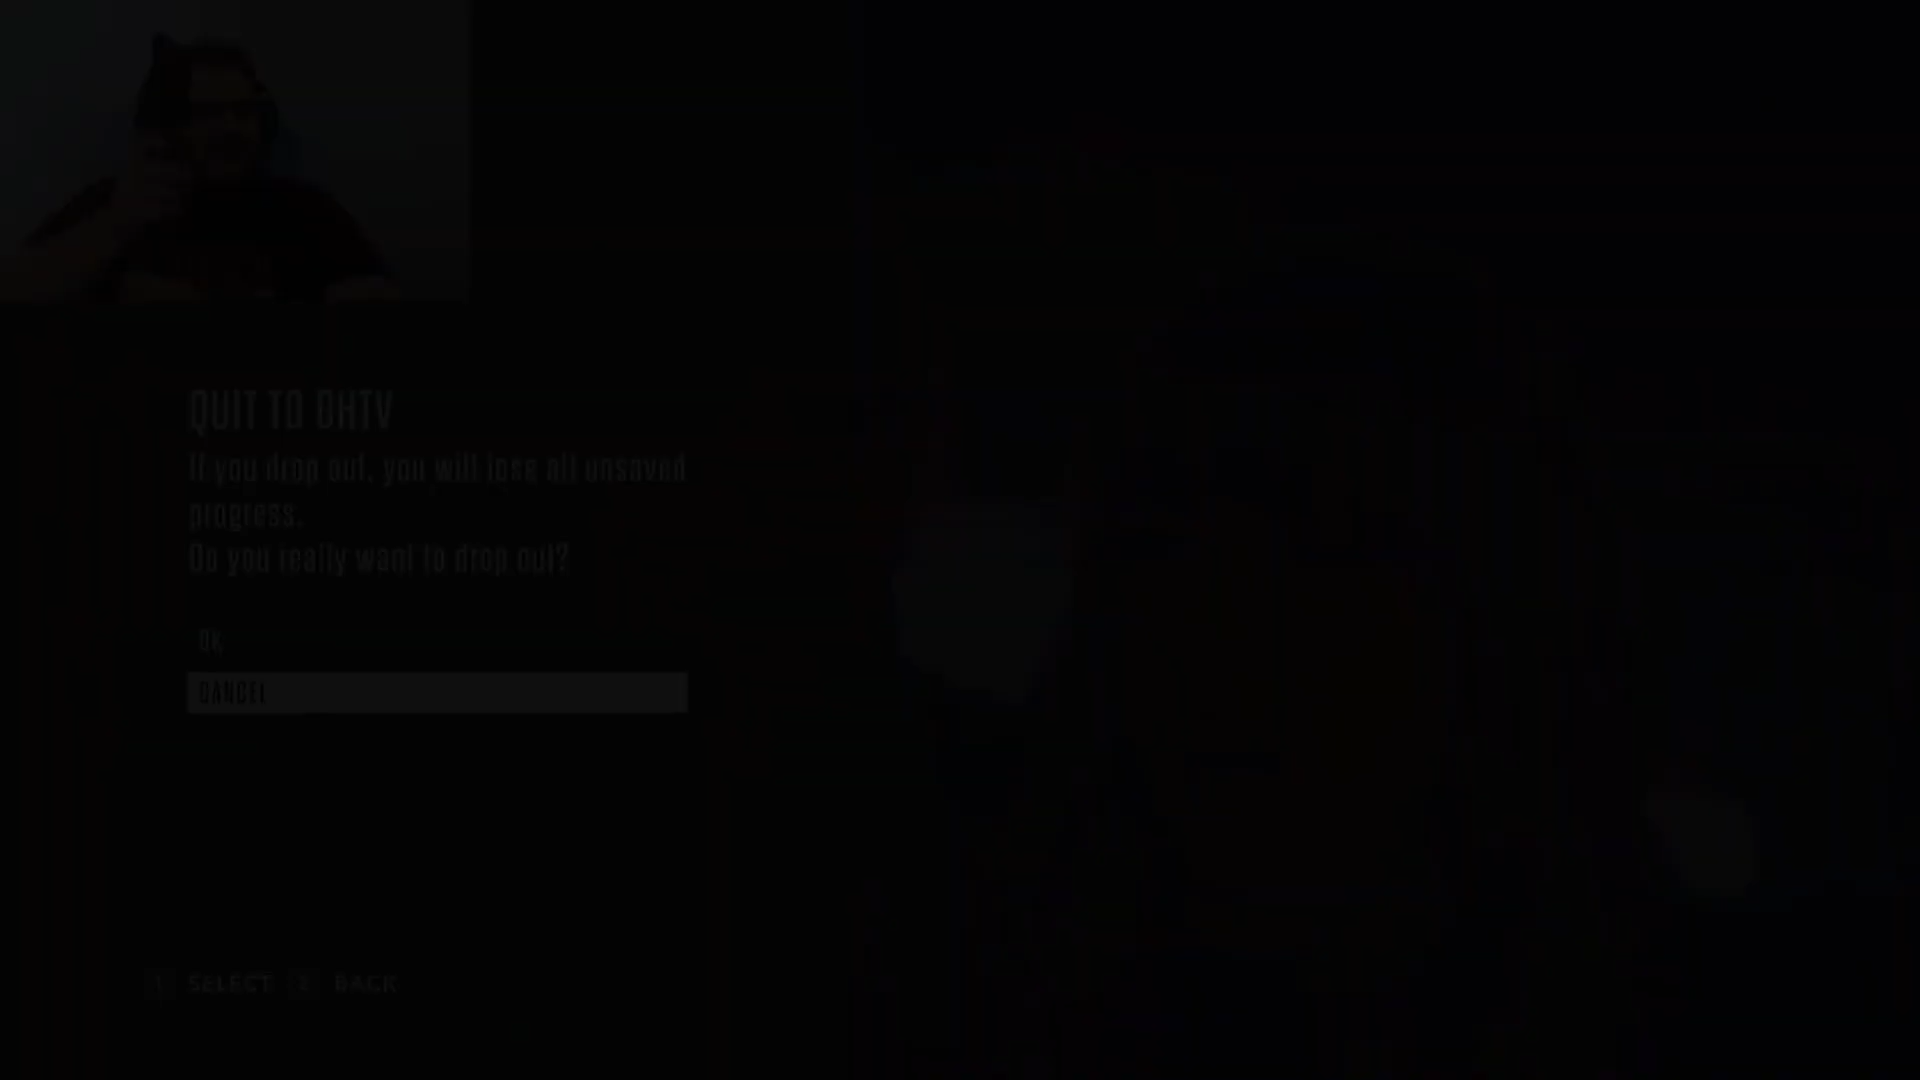 QUIT TO OHTV
If you drop out, you will lose all unsaved
progress.
Do you really want to drop out?
OK
CANCEL
SELECT BACK